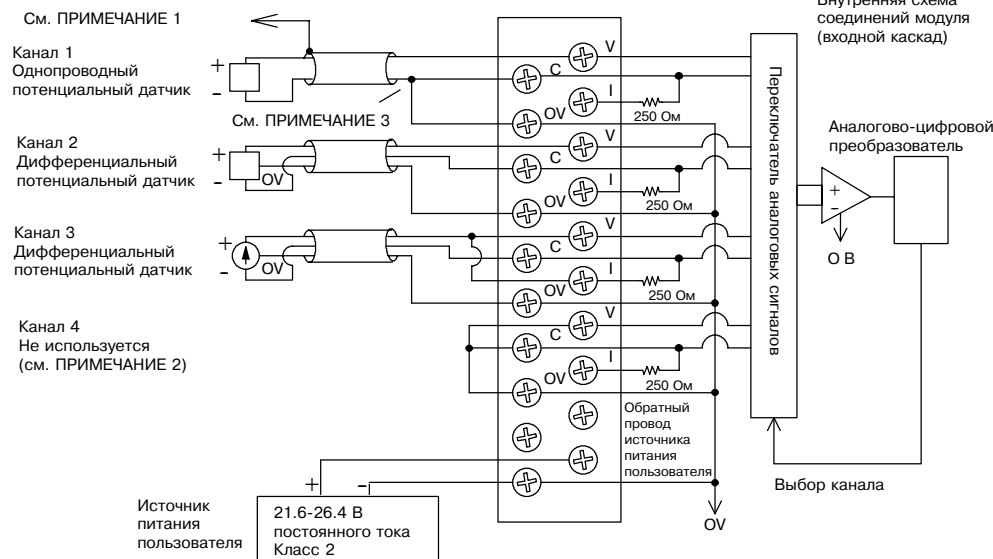 Внутренняя схема
соединений модуля
(входной каскад)
См. ПРИМЕЧАНИЕ 1
Канал 1
Однопроводный
потенциальный датчик
+
-
См. ПРИМЕЧАНИЕ 3
V
C
I
OV
250 Ом
Канал 2
Дифференциальный
потенциальный датчик
+
-
OV
V
C
I
OV
250 Ом
Канал 3
Дифференциальный
потенциальный датчик
+
-
OV
V
C
I
OV
250 Ом
Канал 4
Не используется
(см. ПРИМЕЧАНИЕ 2)
V
C
I
OV
250 Ом
Обратный
провод
источника
питания
пользователя
Переключатель аналоговых сигналов
Аналогово-цифровой
преобразователь
+
-
О В
Выбор канала
OV
Источник
питания
пользователя
+
-
21.6-26.4 В
постоянного тока
Класс 2